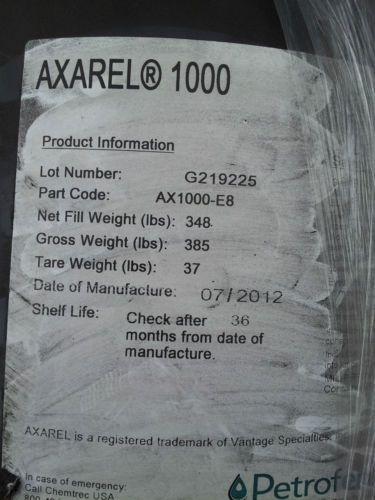 AXAREL® 1000
Product Information
Lot Number: G219225
Part Code: AX1000-E8
Net Fill Weight (lbs): 348
Gross Weight (lbs): 385
Tare Weight (lbs): 37
Date of Manufacture: 07/2012
Shelf Life: Check after 36
months from date of
manufacture.
AXAREL is a registered trademark of Vantage Specialties
In case of emergency:
Call Chemtrec USA
Petrofe